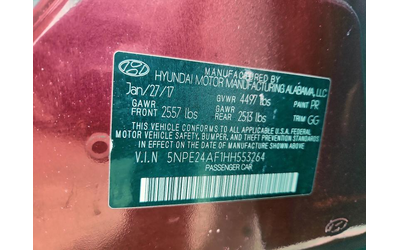 MANUFACTURED BY
HYUNDAI MOTOR MANUFACTURING ALABAMA, LLC
Jan/27/17 GVWR 4497 lbs PAINT PR
GAWR FRONT 2557 lbs GAWR REAR 2513 lbs TRIM GG
THIS VEHICLE CONFORMS TO ALL APPLICABLE FEDERAL
MOTOR VEHICLE SAFETY, BUMPER, AND THEFT PREVENTION
STANDARDS IN EFFECT ON THE DATE OF MANUFACTURE SHOWN ABOVE.
V.I.N 5NPE24AF1HH553264
PASSENGER CAR